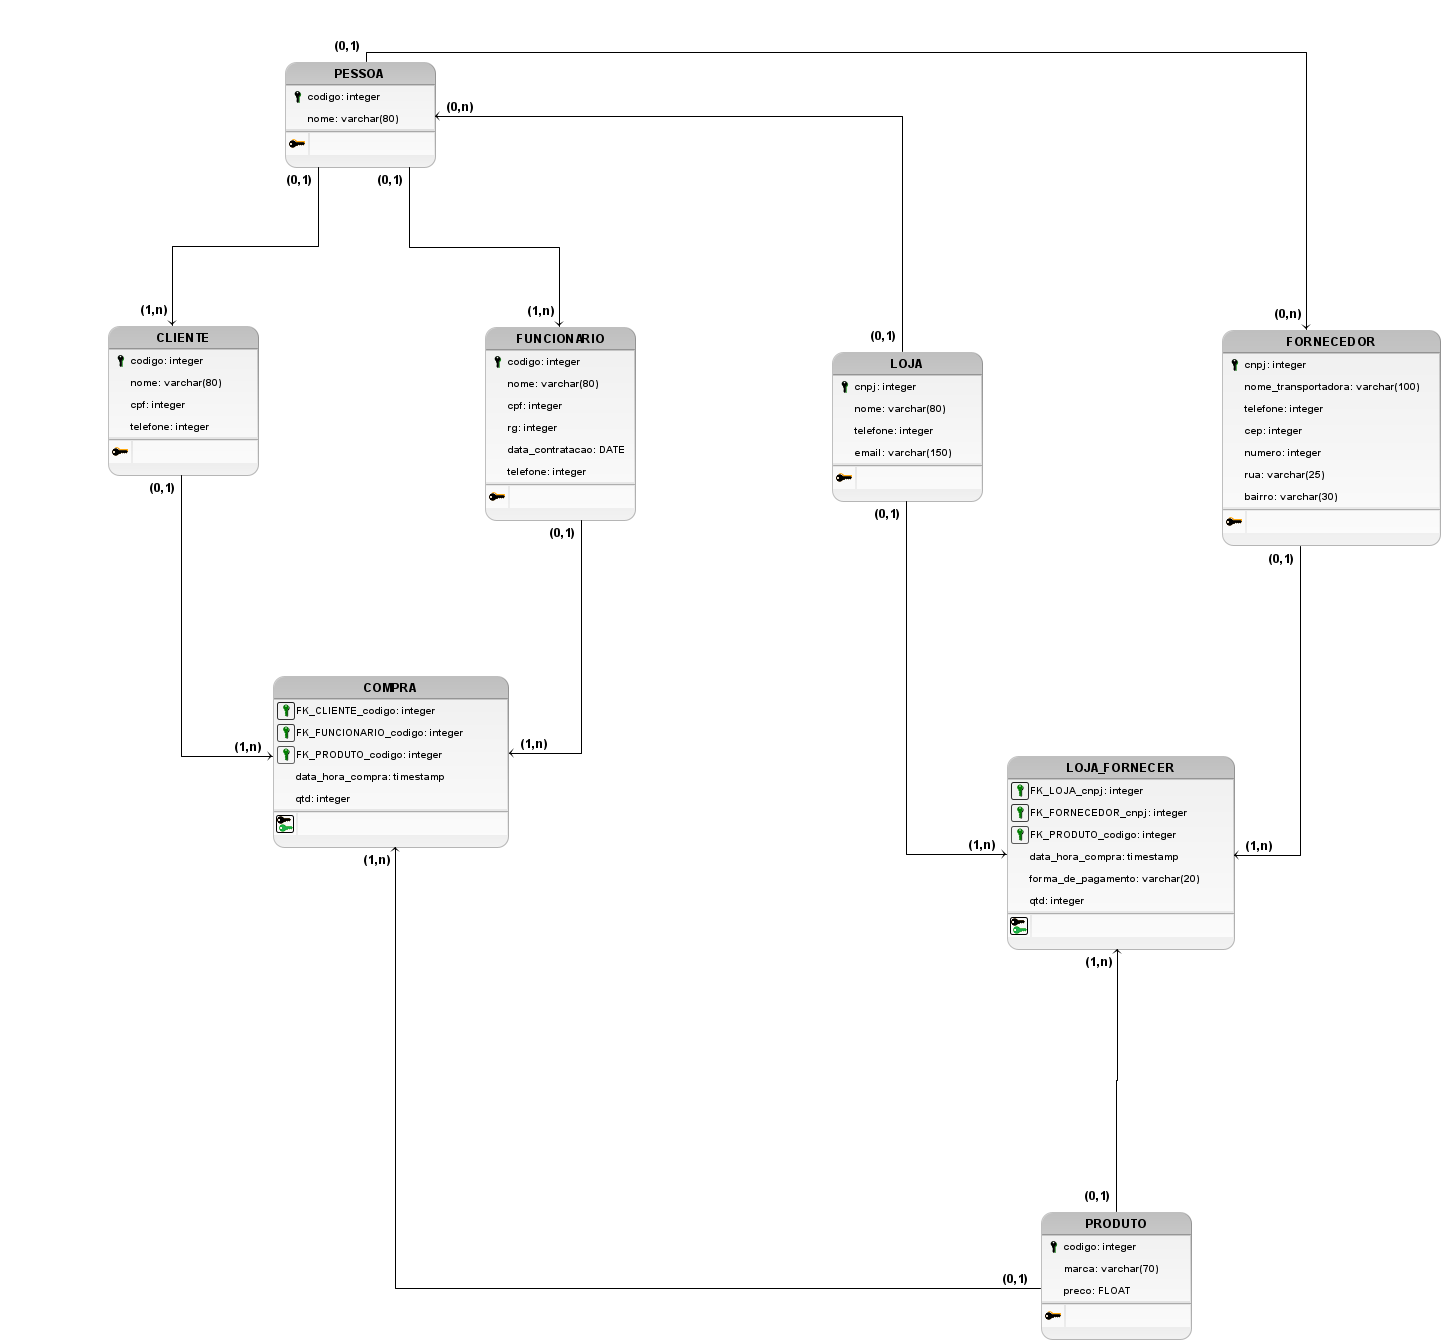 (0,1)
PESSOA
codigo: integer
nome: varchar(80)
(0,n)
(0,1)
(0,1)
(1,n)
CLIENTE
codigo: integer
nome: varchar(80)
cpf: integer
telefone: integer
(0,1)
(1,n)
FUNCIONARIO
codigo: integer
nome: varchar(80)
cpf: integer
rg: integer
data_contratacao: DATE
telefone: integer
(0,1)
(0,1)
LOJA
cnpj: integer
nome: varchar(80)
telefone: integer
email: varchar(150)
(0,1)
(0,n)
FORNECEDOR
cnpj: integer
nome_transportadora: varchar(100)
telefone: integer
cep: integer
numero: integer
rua: varchar(25)
bairro: varchar(30)
(0,1)
COMPRA
FK_CLIENTE_codigo: integer
FK_FUNCIONARIO_codigo: integer
FK_PRODUTO_codigo: integer
data_hora_compra: timestamp
qtd: integer
(1,n)
(1,n)
(1,n)
LOJA_FORNECER
FK_LOJA_cnpj: integer
FK_FORNECEDOR_cnpj: integer
FK_PRODUTO_codigo: integer
data_hora_compra: timestamp
forma_de_pagamento: varchar(20)
qtd: integer
(1,n)
(1,n)
(1,n)
(0,1)
PRODUTO
codigo: integer
marca: varchar(70)
preco: FLOAT
(0,1)